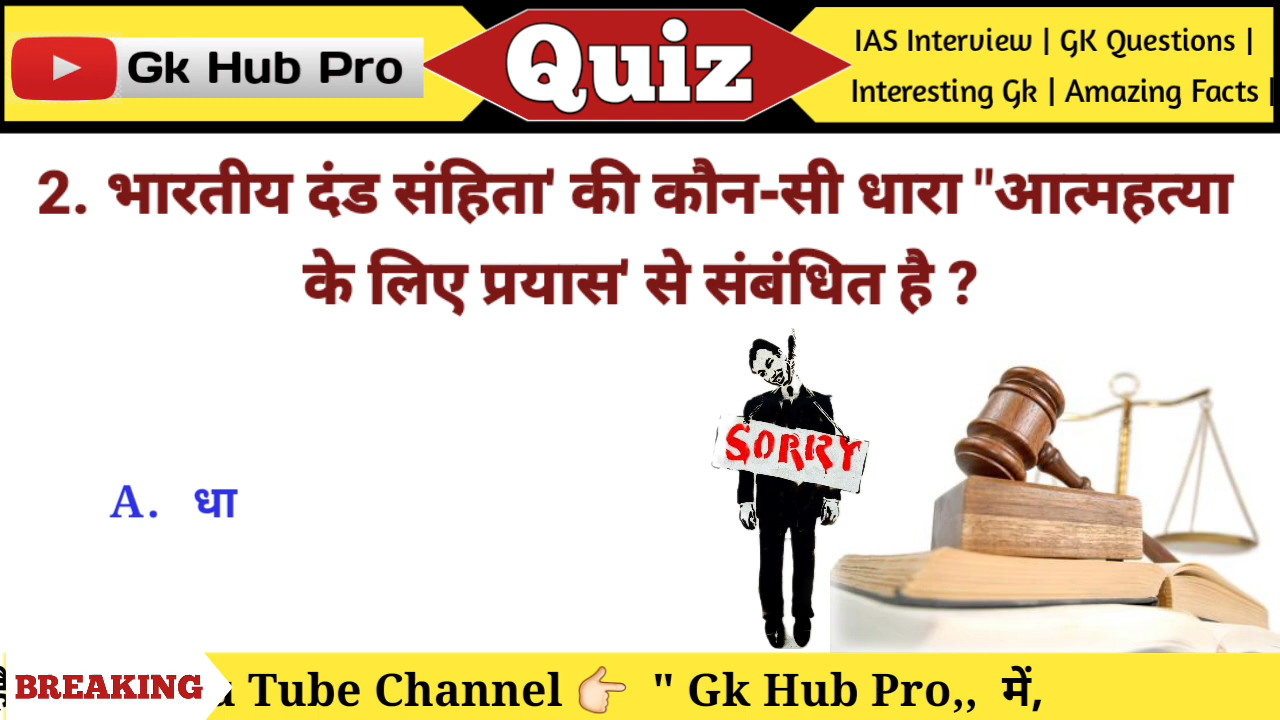 Gk Hub Pro
Quiz
IAS Interview | GK Questions |
Interesting Gk | Amazing Facts |
2. भारतीय दंड संहिता' की कौन-सी धारा "आत्महत्या
के लिए प्रयास' से संबंधित है ?
SORRY
A. धा
BREAKING Tube Channel 👉 " Gk Hub Pro,, में,